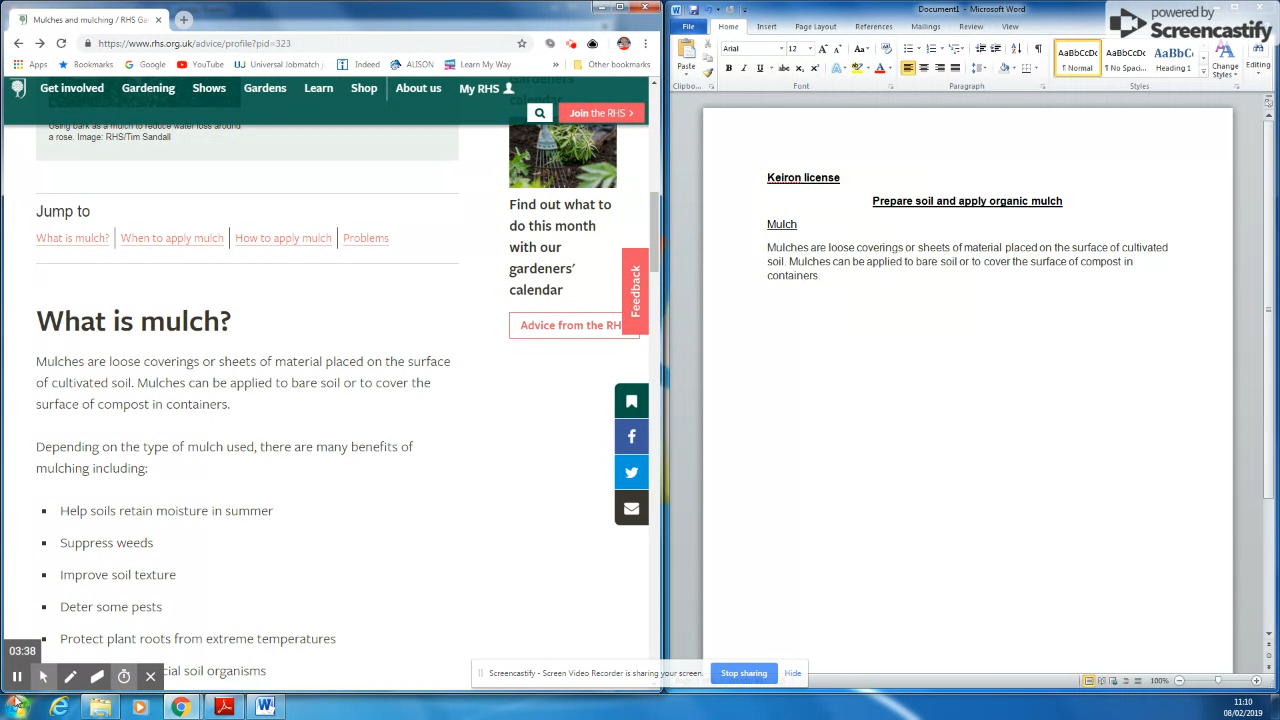 Mulches and mulching / RHS Ga
https://www.rhs.org.uk/advice/profile?pid=323
Apps Bookmarks Google YouTube Universal Jobmatch Indeed ALISON Learn My Way » Other bookmarks
Get involved Gardening Shows Gardens Learn Shop About us My RHS
Join the RHS >
gardeners
calendar
Using bark as a mulch to reduce water loss around
a rose. Image: RHS/Tim Sandall
Find out what to
do this month
with our
gardeners'
calendar
Advice from the RH
Feedback
Jump to
What is mulch? When to apply mulch How to apply mulch Problems
What is mulch?
Mulches are loose coverings or sheets of material placed on the surface
of cultivated soil. Mulches can be applied to bare soil or to cover the
surface of compost in containers.
Depending on the type of mulch used, there are many benefits of
mulching including:
Help soils retain moisture in summer
Suppress weeds
Improve soil texture
Deter some pests
Protect plant roots from extreme temperatures
cial soil organisms
03:38
Screencastify - Screen Video Recorder is sharing your screen.
Stop sharing
Hide
Document1 - Microsoft Word
File Home Insert Page Layout References Mailings Review View
powered by
Screencastify
Paste
Arial 12
AaBbCcDc AaBbCcDc AaBbC
¶ Normal ¶ No Spaci... Heading 1
Change
Styles
Editing
Clipboard Font Paragraph Styles
Keiron license
Prepare soil and apply organic mulch
Mulch
Mulches are loose coverings or sheets of material placed on the surface of cultivated
soil. Mulches can be applied to bare soil or to cover the surface of compost in
containers.
100%
11:10
08/02/2019